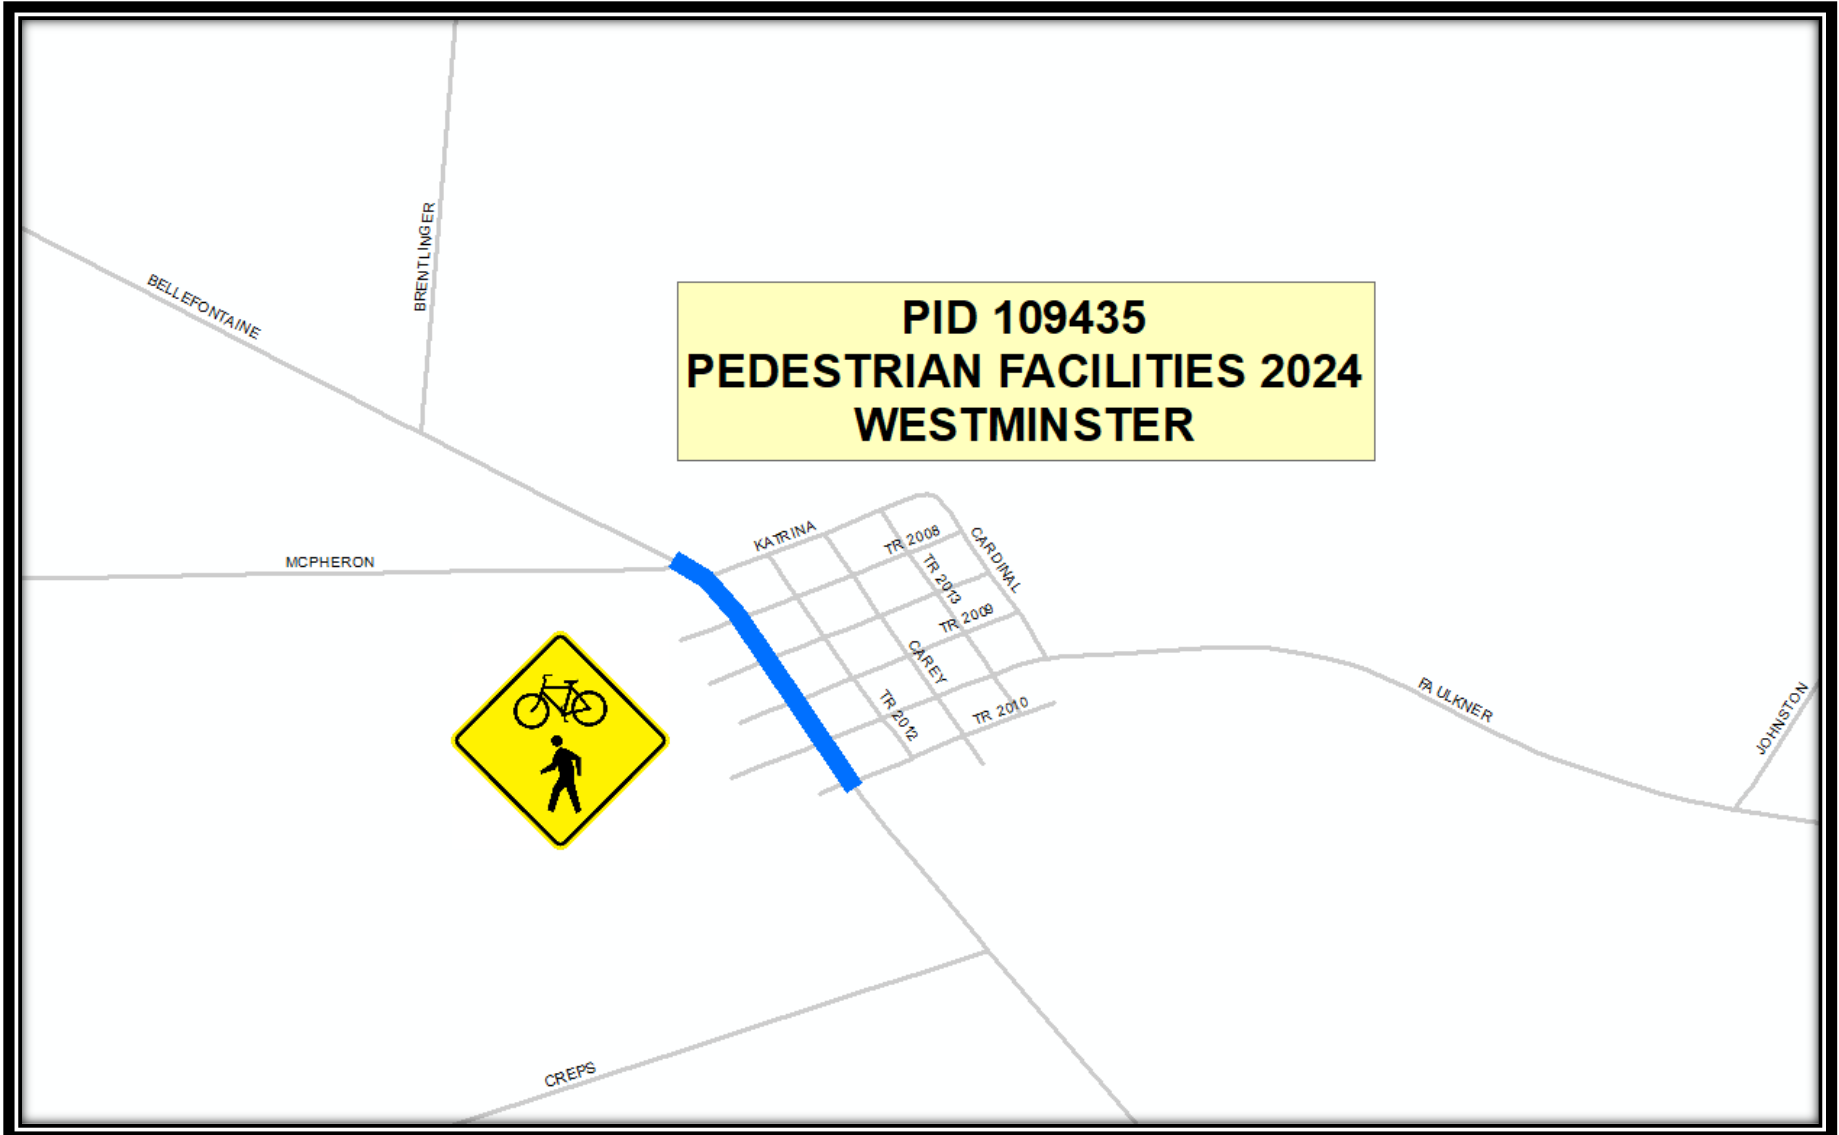 BRENTLINGER
BELLEFONTAINE
PID 109435
PEDESTRIAN FACILITIES 2024
WESTMINSTER
MCPHERON
KATRINA
TR 2008
CARDINAL
TR 2013
TR 2009
CAREY
TR 2012
TR 2010
FAULKNER
JOHNSTON
CREPS